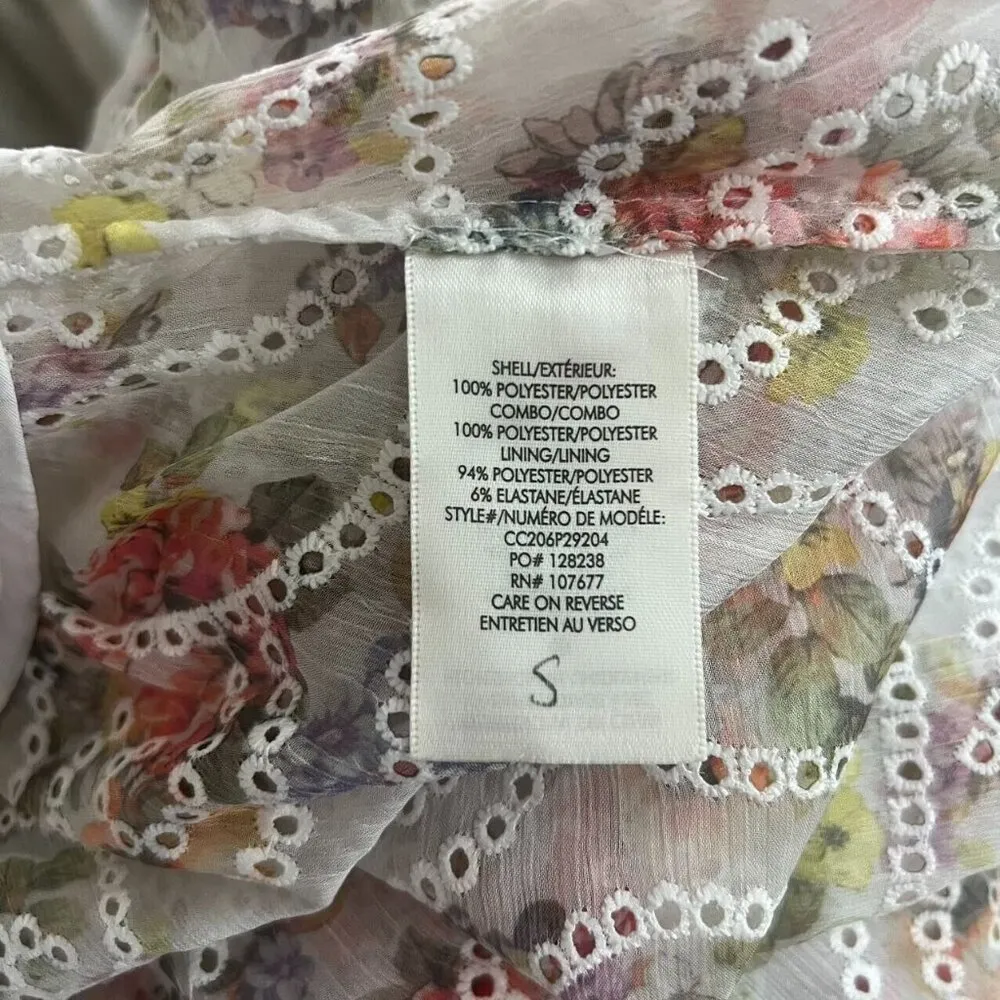 SHELL/EXTÉRIEUR:
100% POLYESTER/POLYESTER
COMBO/COMBO
100% POLYESTER/POLYESTER
LINING/LINING
94% POLYESTER/POLYESTER
6% ELASTANE/ÉLASTANE
STYLE#/NUMÉRO DE MODÉLE:
CC206P29204
PO# 128238
RN# 107677
CARE ON REVERSE
ENTRETIEN AU VERSO
S